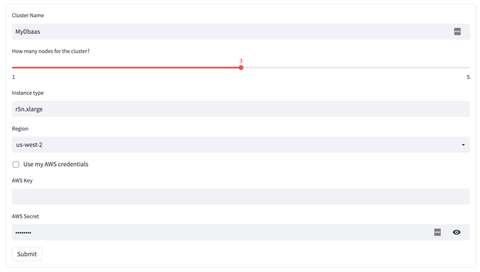 Cluster Name
MyDbaas
How many nodes for the cluster?
3
1 5
Instance type
r5n.xlarge
Region
us-west-2
Use my AWS credentials
AWS Key
AWS Secret
••••••••
Submit